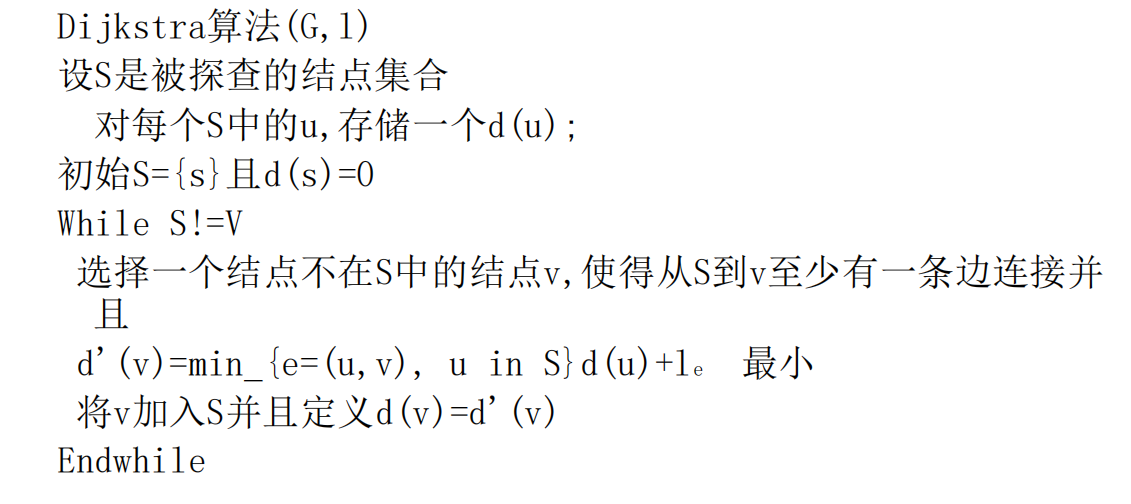 Dijkstra算法(G,l)
设S是被探查的结点集合
对每个S中的u,存储一个d(u);
初始S={s}且d(s)=0
While S!=V
选择一个结点不在S中的结点v,使得从S到v至少有一条边连接并
且
d'(v)=min_{e=(u,v), u in S}d(u)+lₑ 最小
将v加入S并且定义d(v)=d'(v)
Endwhile